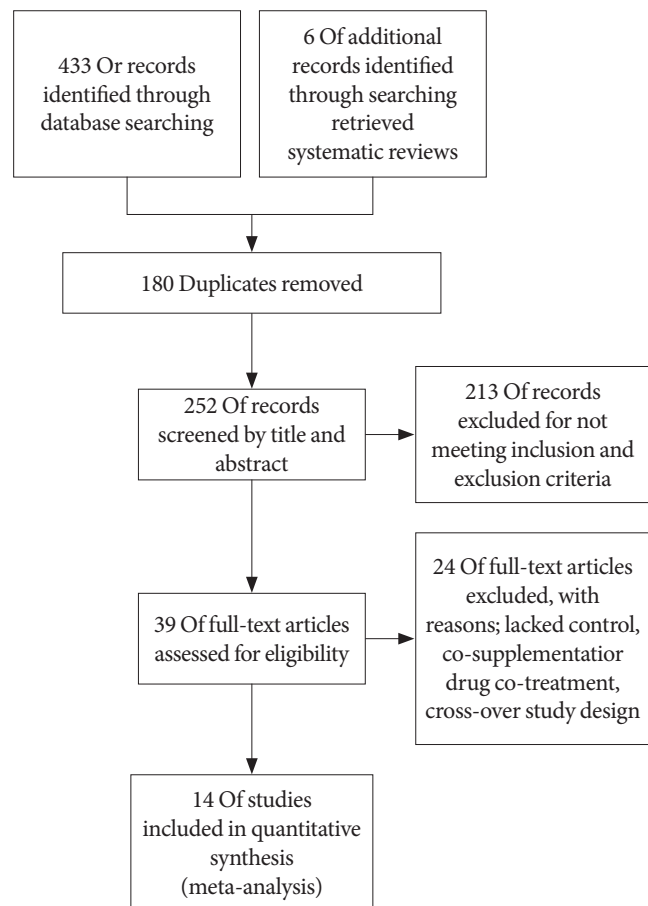 433 Or records
identified through
database searching
6 Of additional
records identified
through searching
retrieved
systematic reviews
180 Duplicates removed
252 Of records
screened by title and
abstract
213 Of records
excluded for not
meeting inclusion and
exclusion criteria
39 Of full-text articles
assessed for eligibility
24 Of full-text articles
excluded, with
reasons; lacked control,
co-supplementatior
drug co-treatment,
cross-over study design
14 Of studies
included in quantitative
synthesis
(meta-analysis)